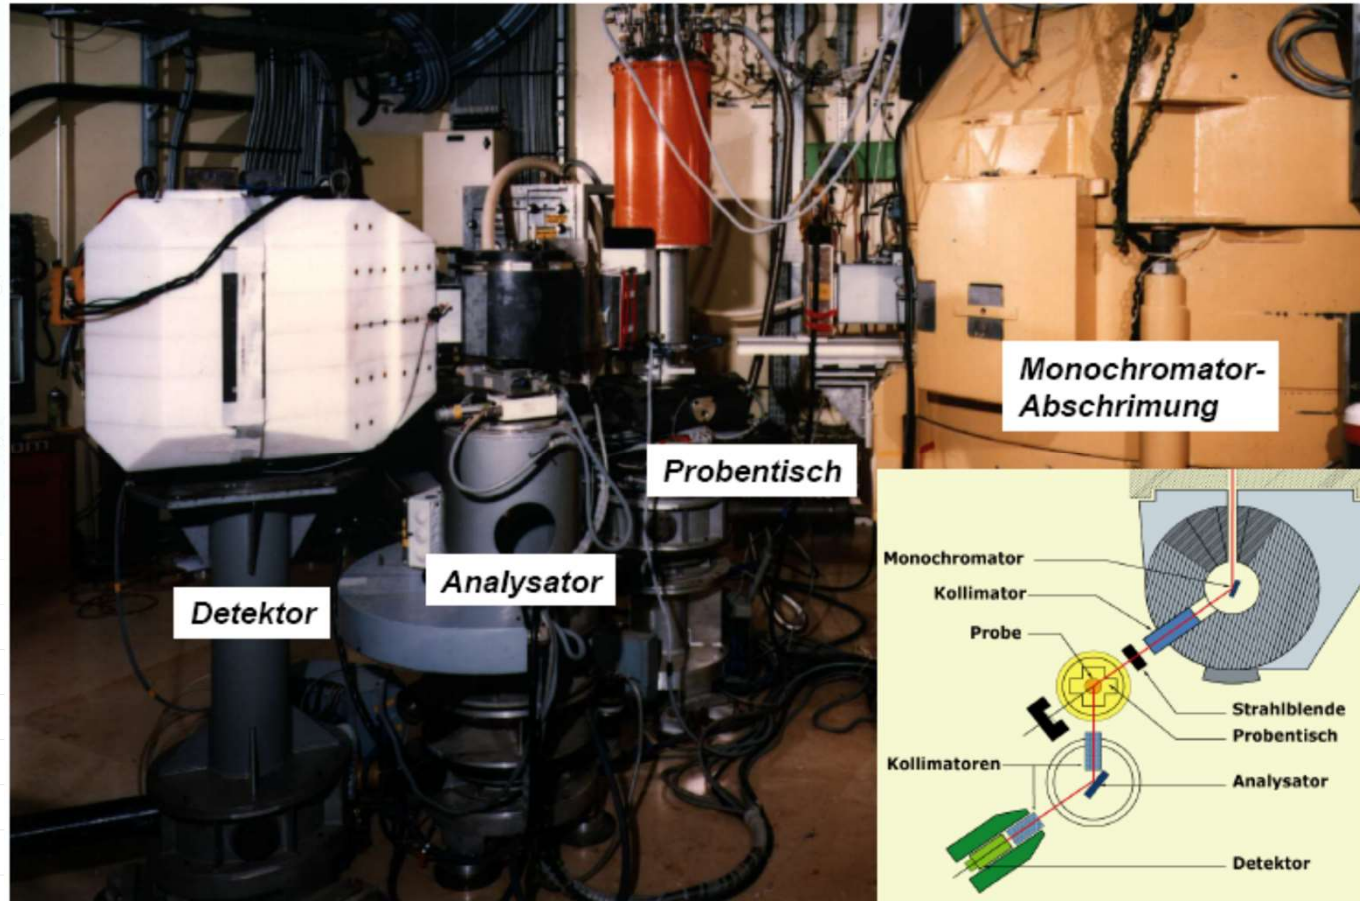 Monochromator-
Abschrimung
Probentisch
Analysator
Detektor
Monochromator
Kollimator
Probe
Strahlblende
Probentisch
Kollimatoren
Analysator
Detektor